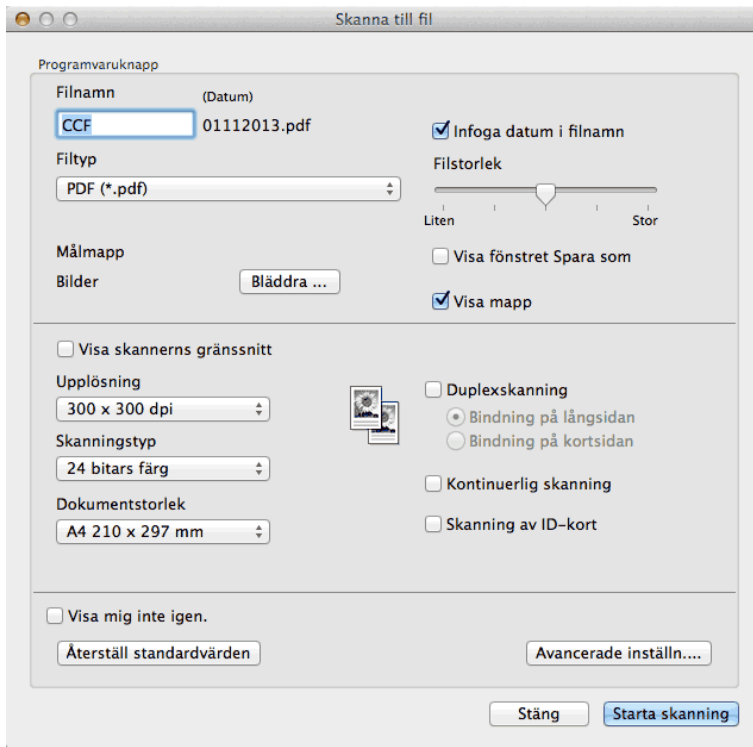 Skanna till fil
Programvaruknapp
Filnamn
(Datum)
CCF
01112013.pdf
Infoga datum i filnamn
Filtyp
Filstorlek
PDF (*.pdf)
Liten
Stor
Målmapp
Visa fönstret Spara som
Bilder
Bläddra ...
Visa mapp
Visa skannerns gränssnitt
Upplösning
300 x 300 dpi
Duplexskanning
Bindning på långsidan
Bindning på kortsidan
Skanningstyp
24 bitars färg
Kontinuerlig skanning
Dokumentstorlek
A4 210 x 297 mm
Skanning av ID-kort
Visa mig inte igen.
Återställ standardvärden
Avancerade inställn....
Stäng
Starta skanning